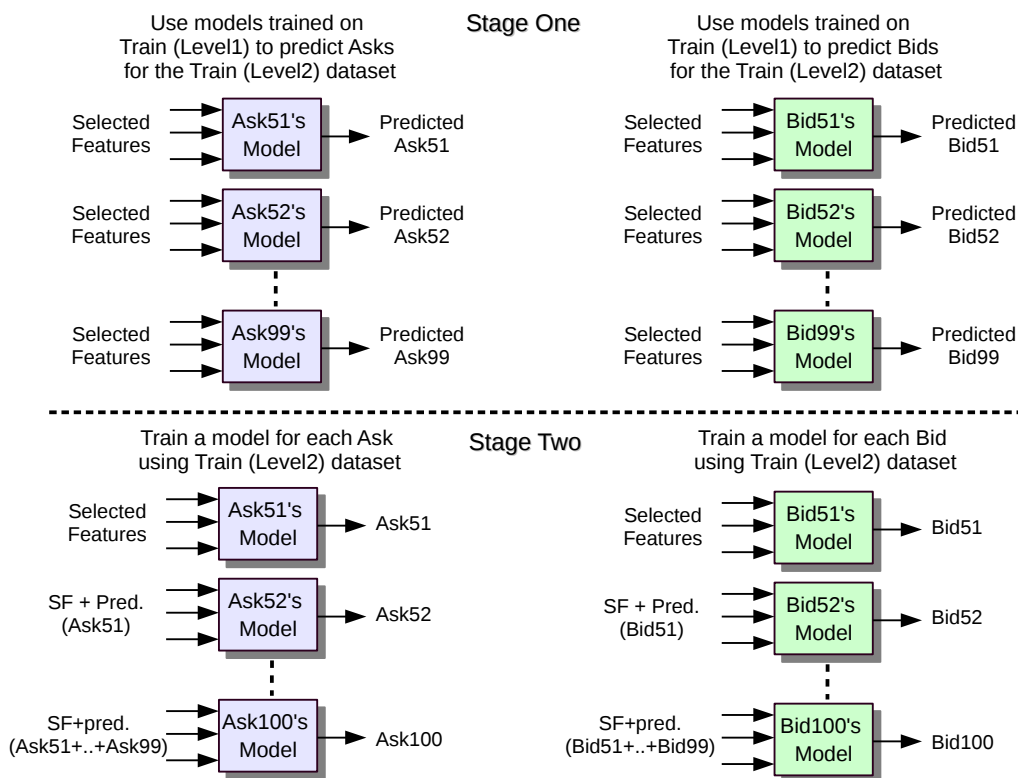 Stage One
Use models trained on
Train (Level1) to predict Asks
for the Train (Level2) dataset
Selected
Features
Ask51's
Model
Predicted
Ask51
Selected
Features
Ask52's
Model
Predicted
Ask52
Selected
Features
Ask99's
Model
Predicted
Ask99
Use models trained on
Train (Level1) to predict Bids
for the Train (Level2) dataset
Selected
Features
Bid51's
Model
Predicted
Bid51
Selected
Features
Bid52's
Model
Predicted
Bid52
Selected
Features
Bid99's
Model
Predicted
Bid99
Stage Two
Train a model for each Ask
using Train (Level2) dataset
Selected
Features
Ask51's
Model
Ask51
SF + Pred.
(Ask51)
Ask52's
Model
Ask52
SF+pred.
(Ask51+..+Ask99)
Ask100's
Model
Ask100
Train a model for each Bid
using Train (Level2) dataset
Selected
Features
Bid51's
Model
Bid51
SF + Pred.
(Bid51)
Bid52's
Model
Bid52
SF+pred.
(Bid51+..+Bid99)
Bid100's
Model
Bid100